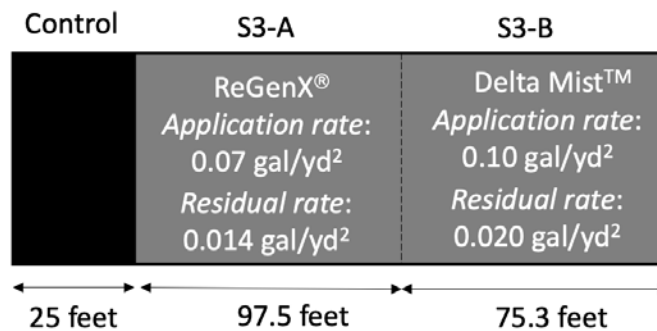 Control S3-A S3-B
ReGenX®
Application rate:
0.07 gal/yd²
Residual rate:
0.014 gal/yd²
Delta Mist™
Application rate:
0.10 gal/yd²
Residual rate:
0.020 gal/yd²
25 feet 97.5 feet 75.3 feet